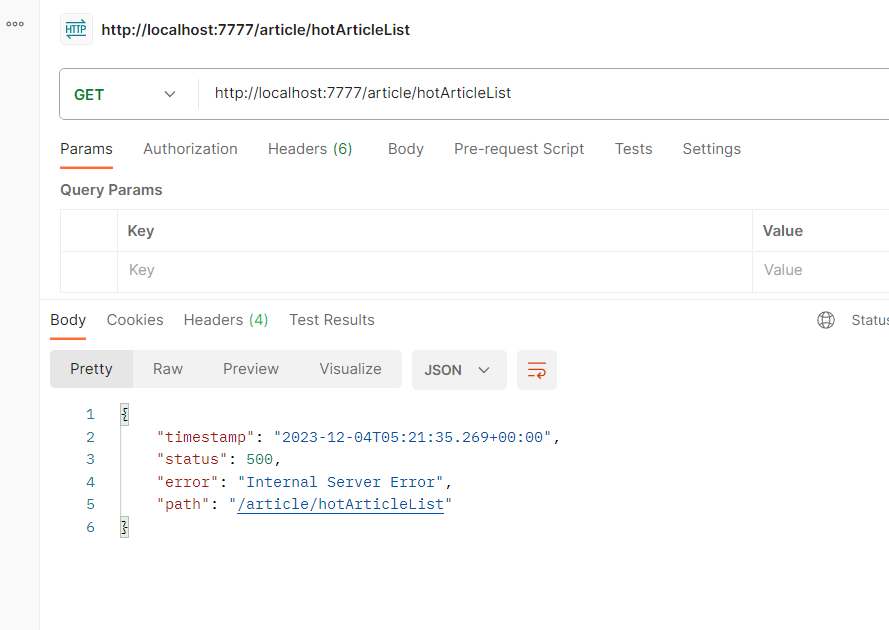 HTTP http://localhost:7777/article/hotArticleList
GET http://localhost:7777/article/hotArticleList
Params Authorization Headers (6) Body Pre-request Script Tests Settings
Query Params
Key Value
Key Value
Body Cookies Headers (4) Test Results Status
Pretty Raw Preview Visualize JSON
1 {
2 "timestamp": "2023-12-04T05:21:35.269+00:00",
3 "status": 500,
4 "error": "Internal Server Error",
5 "path": "/article/hotArticleList"
6 }